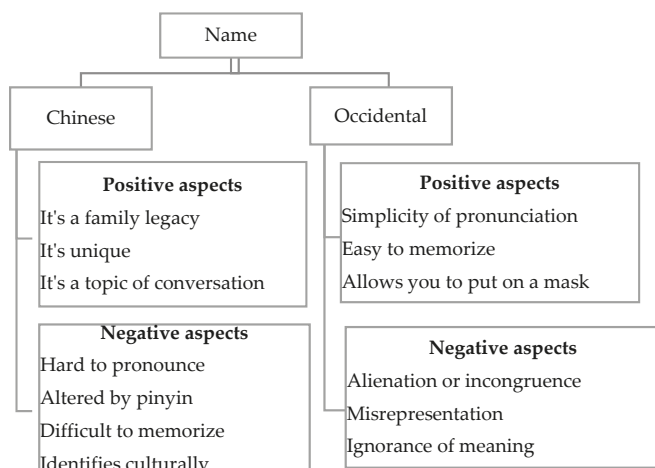 Name
Chinese
Occidental
Positive aspects
It's a family legacy
It's unique
It's a topic of conversation
Negative aspects
Hard to pronounce
Altered by pinyin
Difficult to memorize
Identifies culturally
Positive aspects
Simplicity of pronunciation
Easy to memorize
Allows you to put on a mask
Negative aspects
Alienation or incongruence
Misrepresentation
Ignorance of meaning